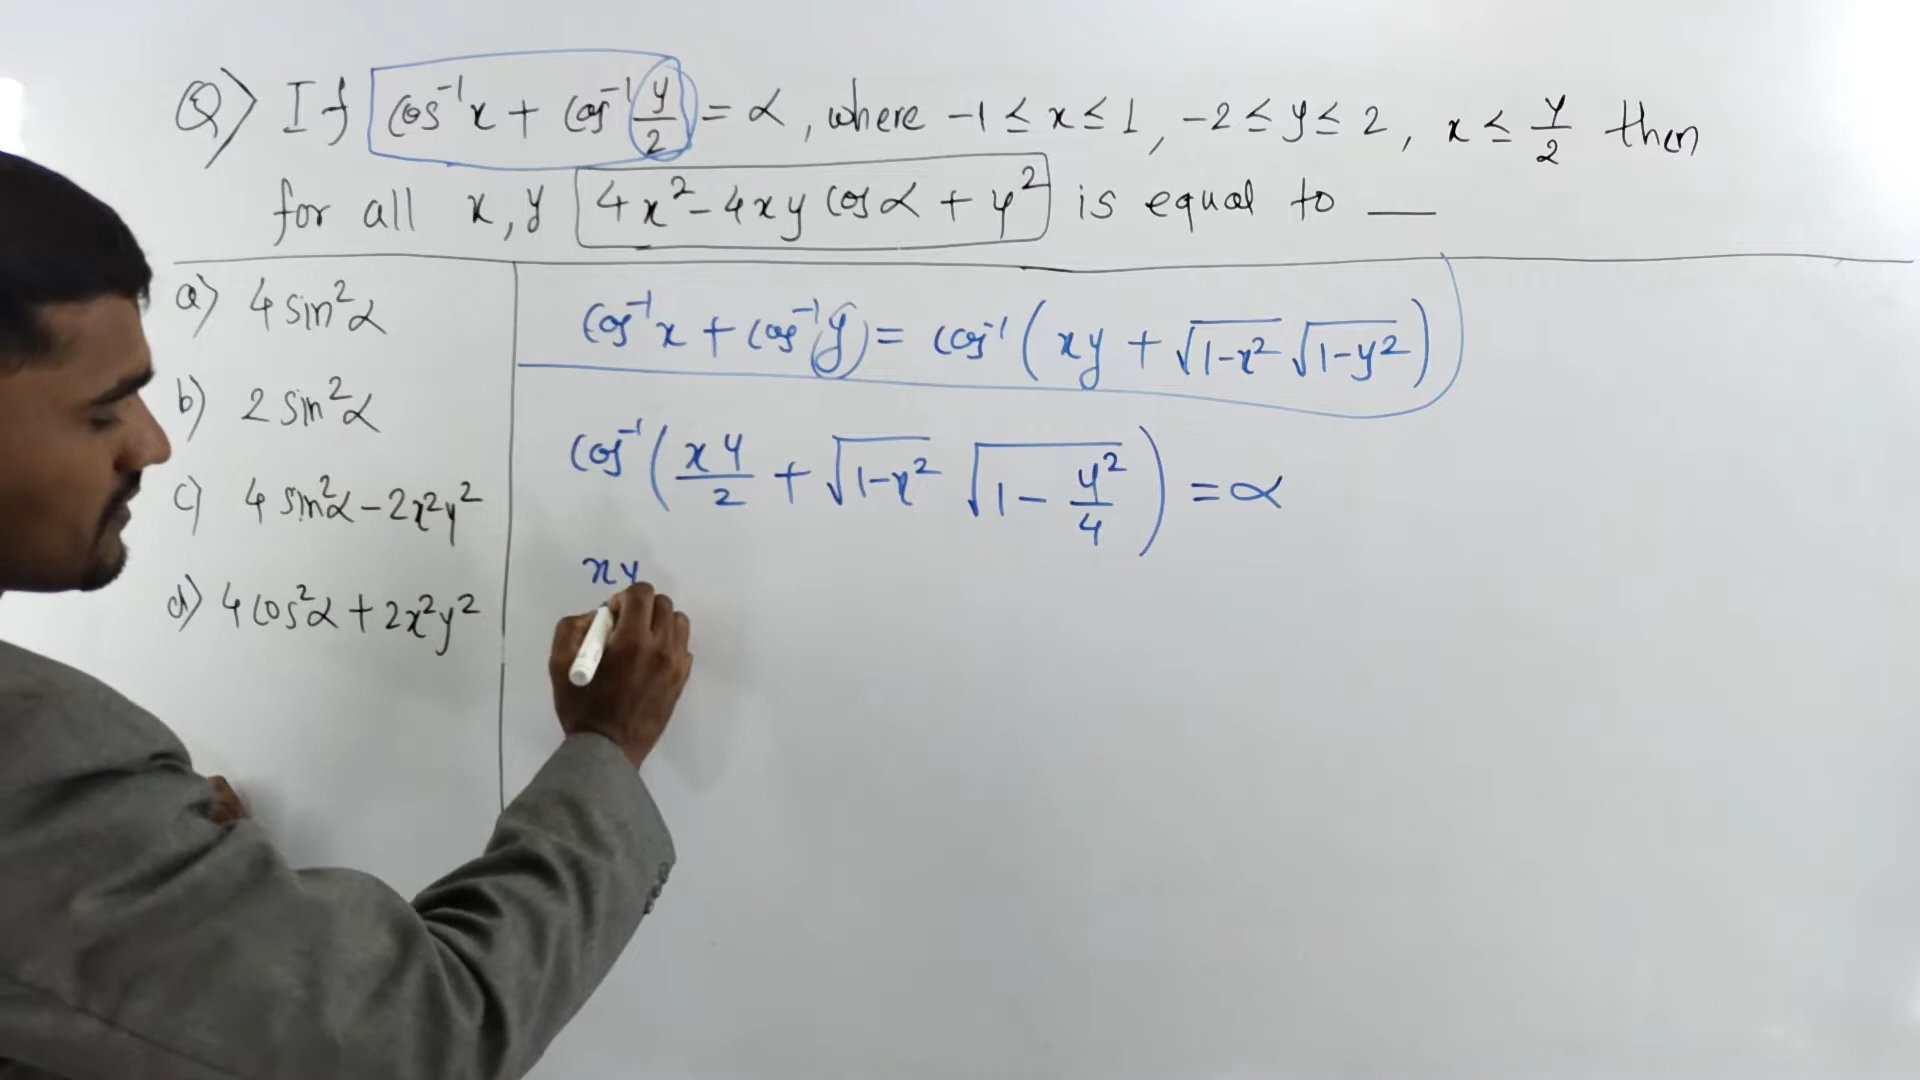 Q) If cos⁻¹x + cos⁻¹ y/2 = α, where -1 ≤ x ≤ 1, -2 ≤ y ≤ 2, x ≤ y/2 then
for all x, y 4x² - 4xy cosα + y² is equal to __
a) 4 sin²α
b) 2 sin²α
c) 4 sin²α - 2x²y²
d) 4 cos²α + 2x²y²
cos⁻¹x + cos⁻¹y = cos⁻¹(xy + √1-x² √1-y²)
cos⁻¹(xy/2 + √1-x² √1 - y²/4) = α
xy